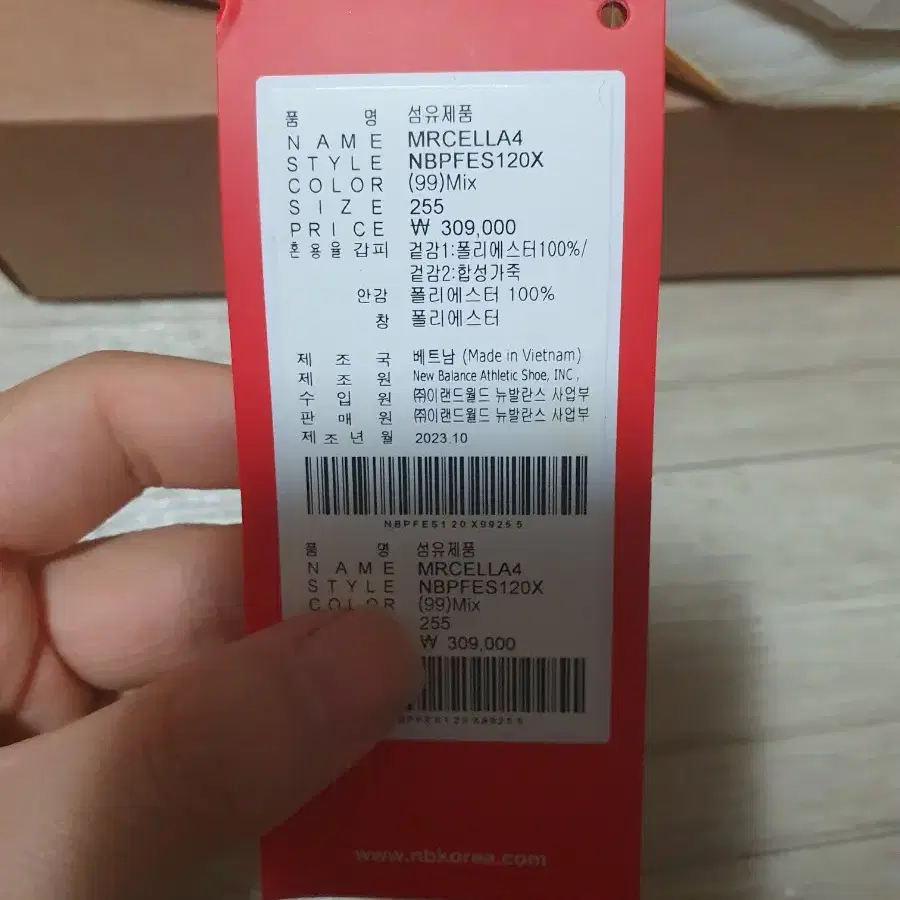 품 명 섬유제품
NAME MRCELLA4
STYLE NBPFES120X
COLOR (99)Mix
SIZE 255
PRICE ₩ 309,000
혼용율 갑피 겉감1:폴리에스터100%/
겉감2:합성가죽
안감 폴리에스터 100%
창 폴리에스터
제 조 국 베트남 (Made in Vietnam)
제 조 원 New Balance Athletic Shoe, INC.,
수 입 원 ㈜이랜드월드 뉴발란스 사업부
판 매 원 ㈜이랜드월드 뉴발란스 사업부
제조년월 2023.10
NBPFES120X99255
품 명 섬유제품
NAME MRCELLA4
STYLE NBPFES120X
COLOR (99)Mix
255
₩ 309,000
BPFES120X99255
www.nbkorea.com